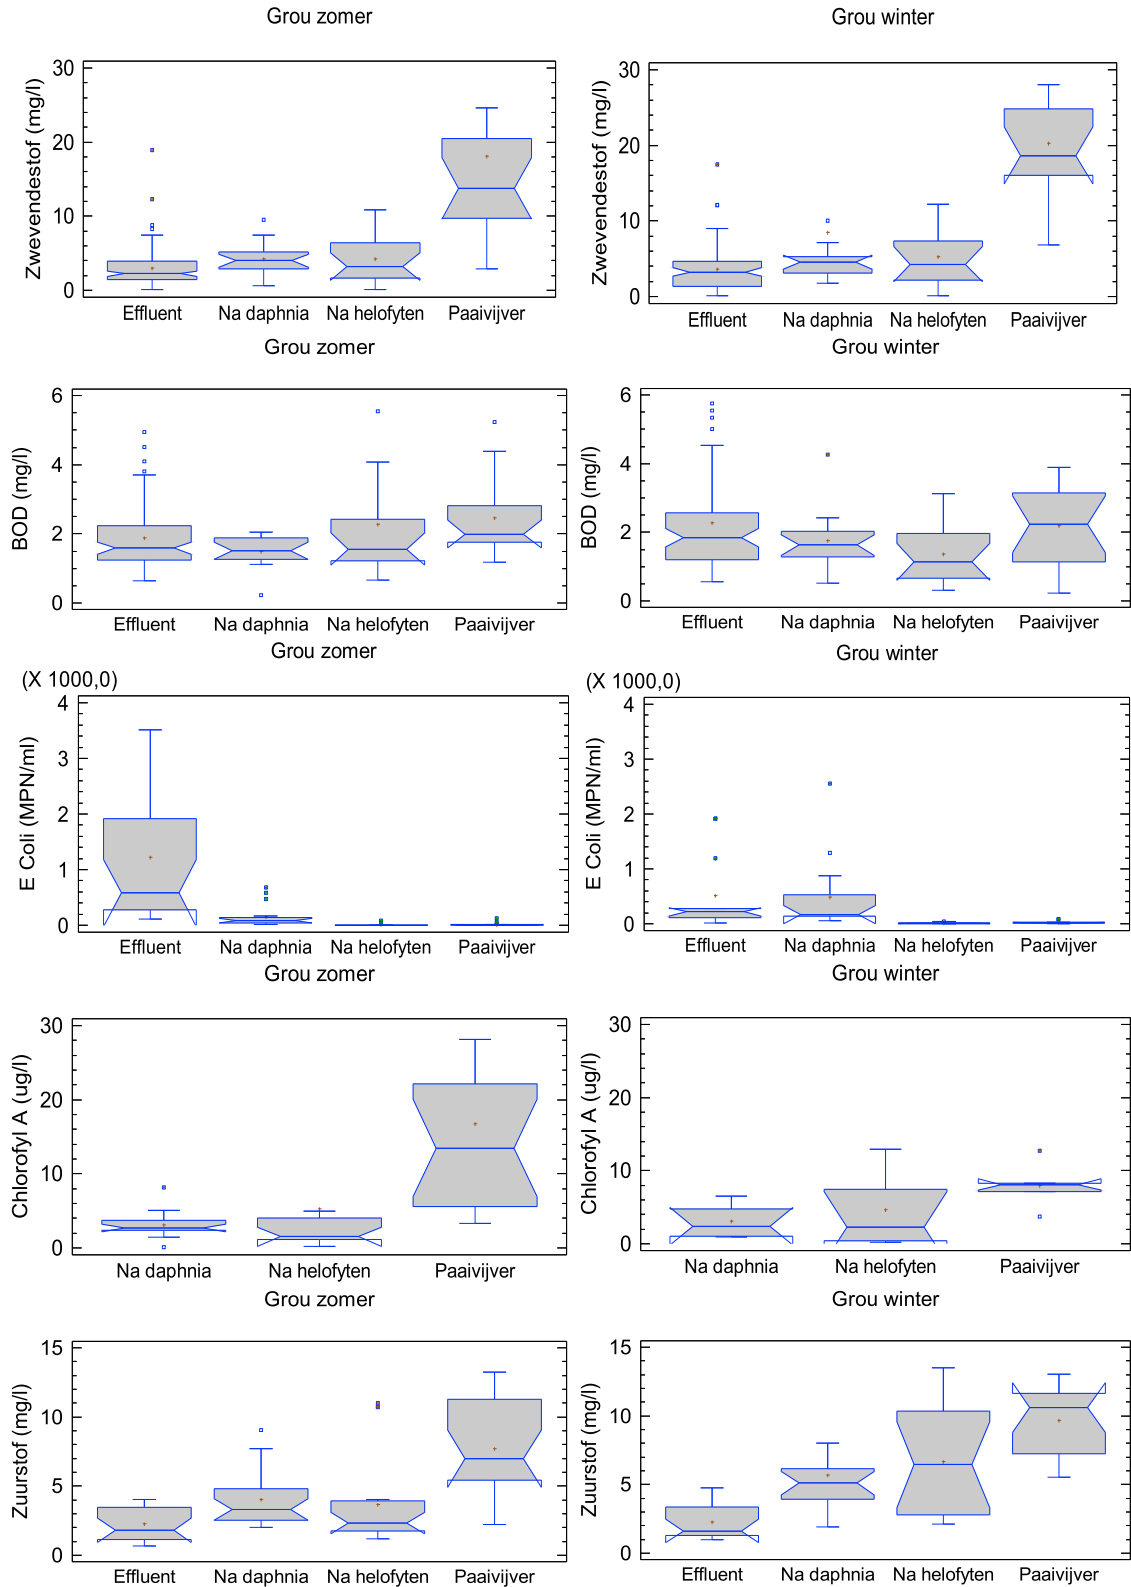 Grou zomer
Zwevendestof (mg/l)
30
20
10
0
Effluent Na daphnia Na helofyten Paaivijver
Grou winter
Zwevendestof (mg/l)
30
20
10
0
Effluent Na daphnia Na helofyten Paaivijver
Grou zomer
BOD (mg/l)
6
4
2
0
Effluent Na daphnia Na helofyten Paaivijver
Grou winter
BOD (mg/l)
6
4
2
0
Effluent Na daphnia Na helofyten Paaivijver
Grou zomer
(X 1000,0)
E Coli (MPN/ml)
4
3
2
1
0
Effluent Na daphnia Na helofyten Paaivijver
Grou winter
(X 1000,0)
E Coli (MPN/ml)
4
3
2
1
0
Effluent Na daphnia Na helofyten Paaivijver
Grou zomer
Chlorofyl A (ug/l)
30
20
10
0
Na daphnia Na helofyten Paaivijver
Grou winter
Chlorofyl A (ug/l)
30
20
10
0
Na daphnia Na helofyten Paaivijver
Grou zomer
Zuurstof (mg/l)
15
10
5
0
Effluent Na daphnia Na helofyten Paaivijver
Grou winter
Zuurstof (mg/l)
15
10
5
0
Effluent Na daphnia Na helofyten Paaivijver